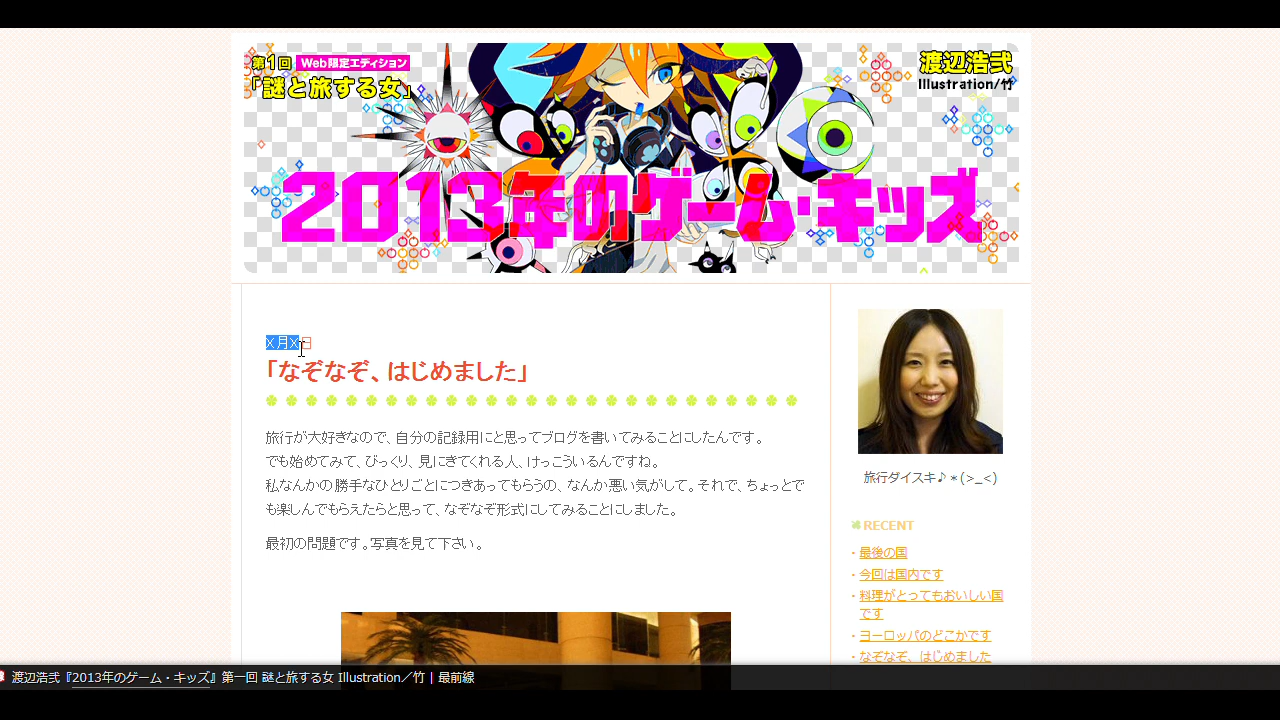 第1回 Web限定エディション
「謎と旅する女」
渡辺浩弐
Illustration/竹
2013年のゲーム・キッズ
X月X日
「なぞなぞ、はじめました」
旅行が大好きなので、自分の記録用にと思ってブログを書いてみることにしたんです。
でも始めてみて、びっくり、見にきてくれる人、けっこういるんですね。
私なんかの勝手なひとりごとにつきあってもらうの、なんか悪い気がして。それで、ちょっとで
も楽しんでもらえたらと思って、なぞなぞ形式にしてみることにしました。
最初の問題です。写真を見て下さい。
旅行ダイスキ♪＊(>_<)
RECENT
- 最後の国
- 今回は国内です
- 料理がとってもおいしい国
です
- ヨーロッパのどこかです
- なぞなぞ、はじめました
渡辺浩弐『2013年のゲーム・キッズ』第一回 謎と旅する女 Illustration／竹 | 最前線